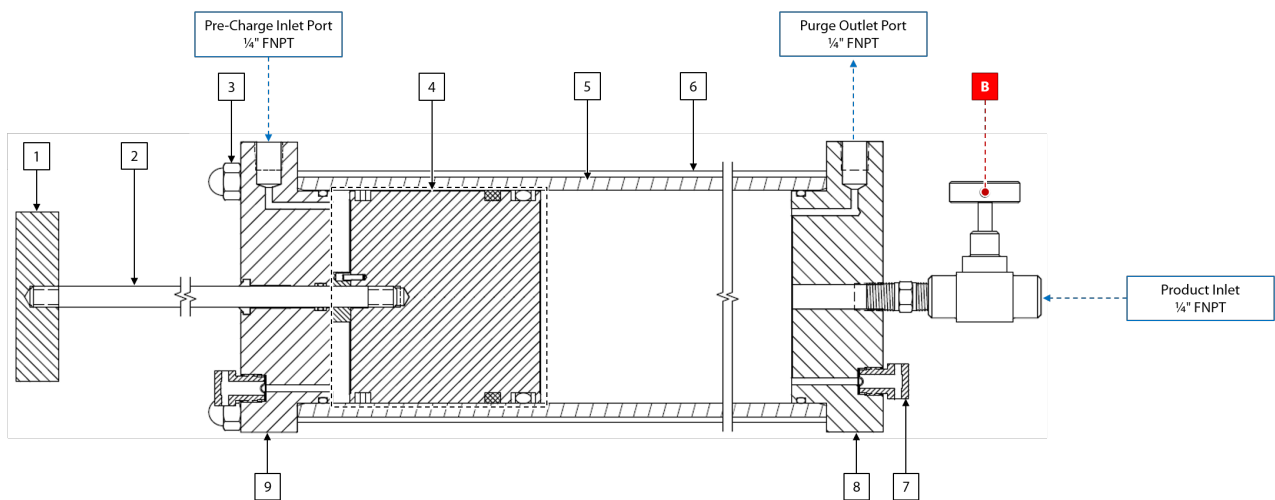 Pre-Charge Inlet Port
¼" FNPT
Purge Outlet Port
¼" FNPT
3
4
5
6
B
1
2
Product Inlet
¼" FNPT
9
8
7